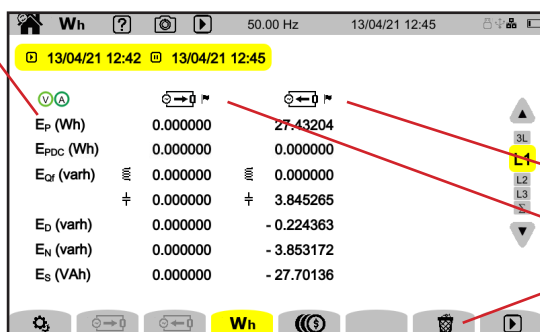 Wh ? 50.00 Hz 13/04/21 12:45
13/04/21 12:42 13/04/21 12:45
V A
EP (Wh) 0.000000 27.43204
EPDC (Wh) 0.000000 0.000000
EQf (varh) 0.000000 0.000000
0.000000 3.845265
ED (varh) 0.000000 - 0.224363
EN (varh) 0.000000 - 3.853172
ES (VAh) 0.000000 - 27.70136
3L
L1
L2
L3
Σ
Wh $